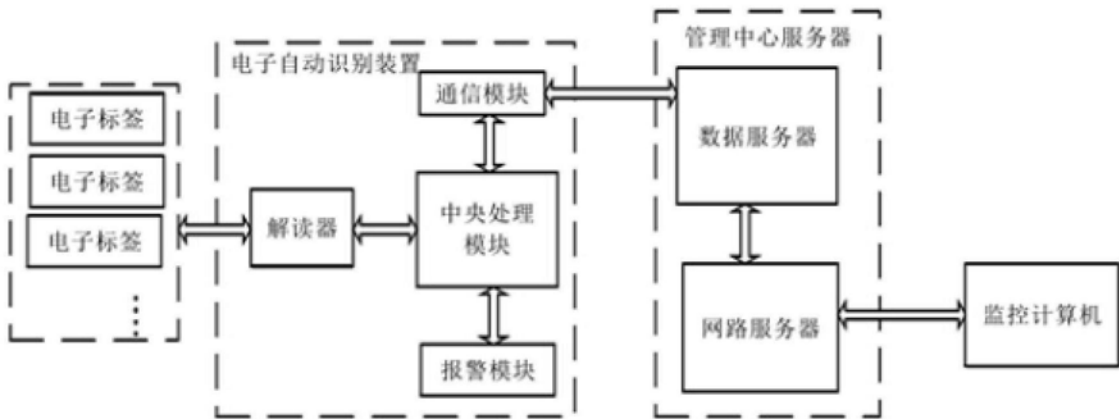 电子标签
电子标签
电子标签
电子自动识别装置
通信模块
解读器
中央处理
模块
报警模块
管理中心服务器
数据服务器
网路服务器
监控计算机